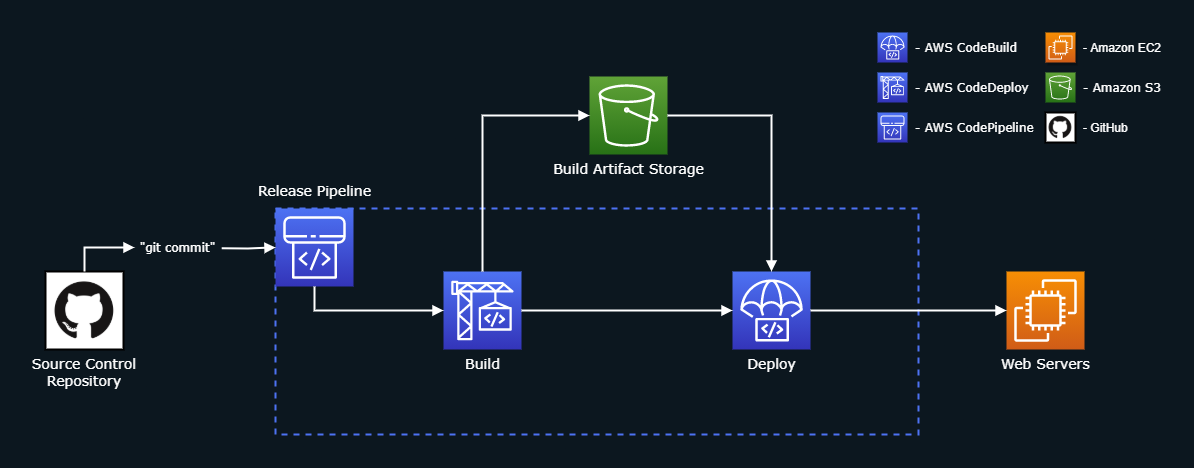 - AWS CodeBuild
- Amazon EC2
- AWS CodeDeploy
- Amazon S3
- AWS CodePipeline
- GitHub
Build Artifact Storage
Release Pipeline
"git commit"
Source Control
Repository
Build
Deploy
Web Servers